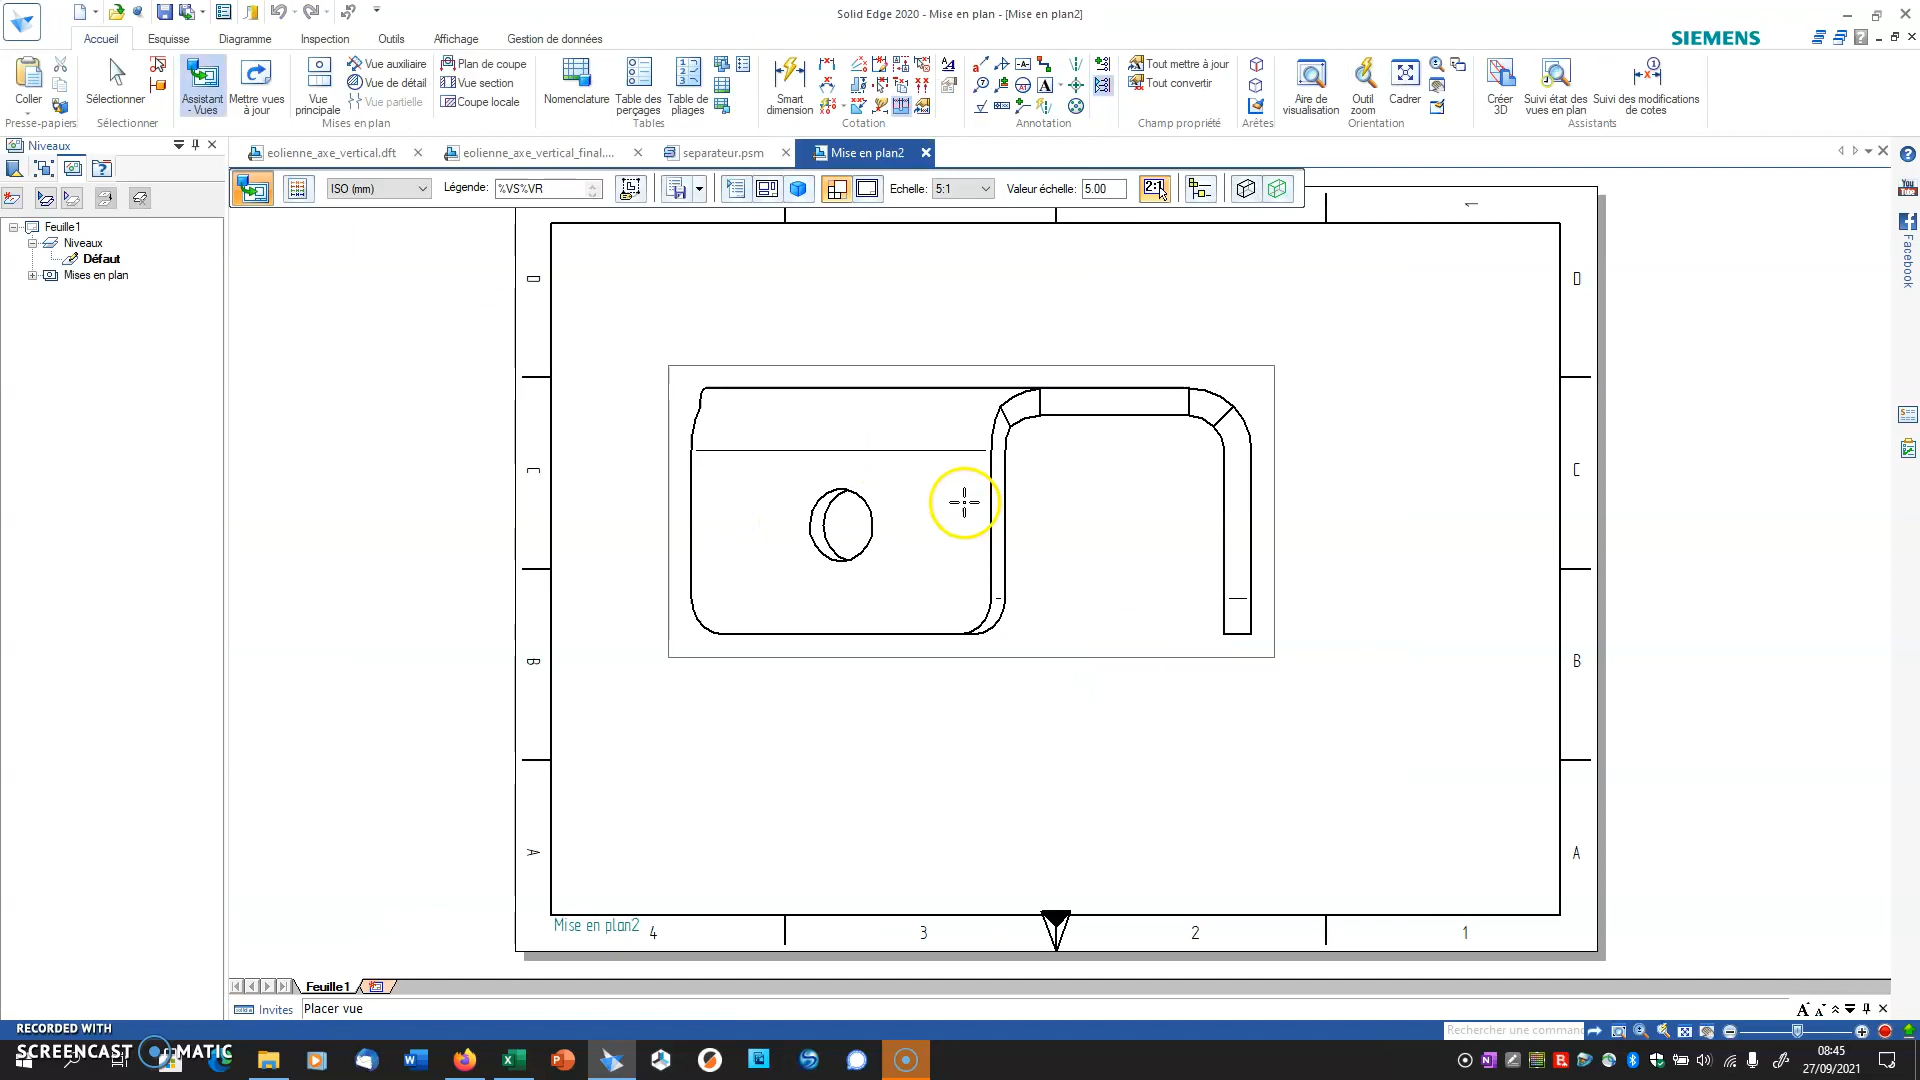 Solid Edge 2020 - Mise en plan - [Mise en plan2]
Accueil Esquisse Diagramme Inspection Outils Affichage Gestion de données
SIEMENS
Coller
Sélectionner
Assistant - Vues
Mettre vues à jour
Vue principale
Vue auxiliaire
Vue de détail
Vue partielle
Plan de coupe
Vue section
Coupe locale
Nomenclature
Table des perçages
Table de pliages
Smart dimension
Tout mettre à jour
Tout convertir
Aire de visualisation
Outil zoom
Cadrer
Créer 3D
Suivi état des vues en plan
Suivi des modifications de cotes
Presse-papiers Sélectionner Mises en plan Tables Cotation Annotation Champ propriété Arêtes Orientation Assistants
Niveaux
eolienne_axe_vertical.dft
eolienne_axe_vertical_final....
separateur.psm
Mise en plan2
ISO (mm)
Légende: %VS%VR
Echelle: 5:1
Valeur échelle: 5.00
2:1
Feuille1
Niveaux
Défaut
Mises en plan
You Tube
Facebook
D D
C C
B B
A A
Mise en plan2
4 3 2 1
Feuille1
Invites
Placer vue
Rechercher une command
RECORDED WITH
SCREENCAST MATIC
08:45
27/09/2021